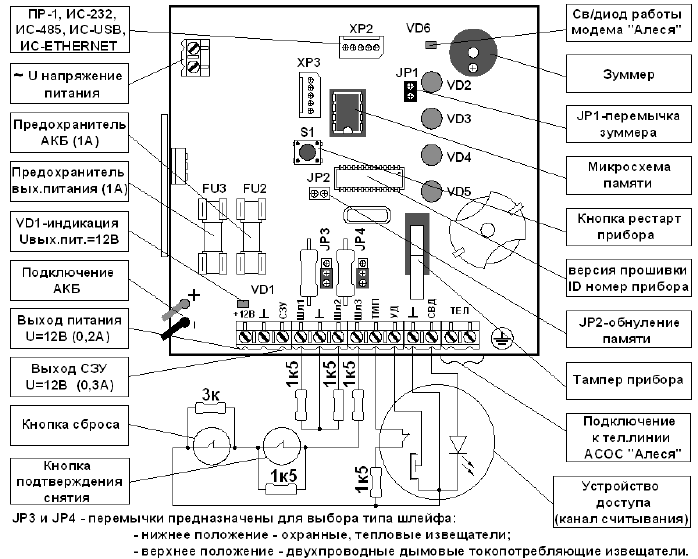 ПР-1, ИС-232,
ИС-485, ИС-USB,
ИС-ETHERNET
~ U напряжение
питания
Предохранитель
АКБ (1А)
Предохранитель
вых.питания (1А)
VD1-индикация
Uвых.пит.=12В
Подключение
АКБ
Выход питания
U=12В (0,2А)
Выход СЗУ
U=12В (0,3А)
Кнопка сброса
Кнопка
подтверждения
снятия
XP2
VD6
XP3
JP1
VD2
VD3
S1
VD4
JP2
VD5
FU3
FU2
JP3
JP4
VD1
+
+12В
⊥
СЗУ
Шл1
⊥
Шл2
Шл3
ТМП
УД
⊥
СВД
ТЕЛ
1к5
1к5
1к5
3к
1к5
1к5
Св/диод работы
модема "Алеся"
Зуммер
JP1-перемычка
зуммера
Микросхема
памяти
Кнопка рестарт
прибора
версия прошивки
ID номер прибора
JP2-обнуление
памяти
Тампер прибора
Подключение
к тел.линии
АСОС "Алеся"
Устройство
доступа
(канал считывания)
JP3 и JP4 - перемычки предназначены для выбора типа шлейфа:
- нижнее положение - охранные, тепловые извещатели;
- верхнее положение - двухпроводные дымовые токопотребляющие извещатели.